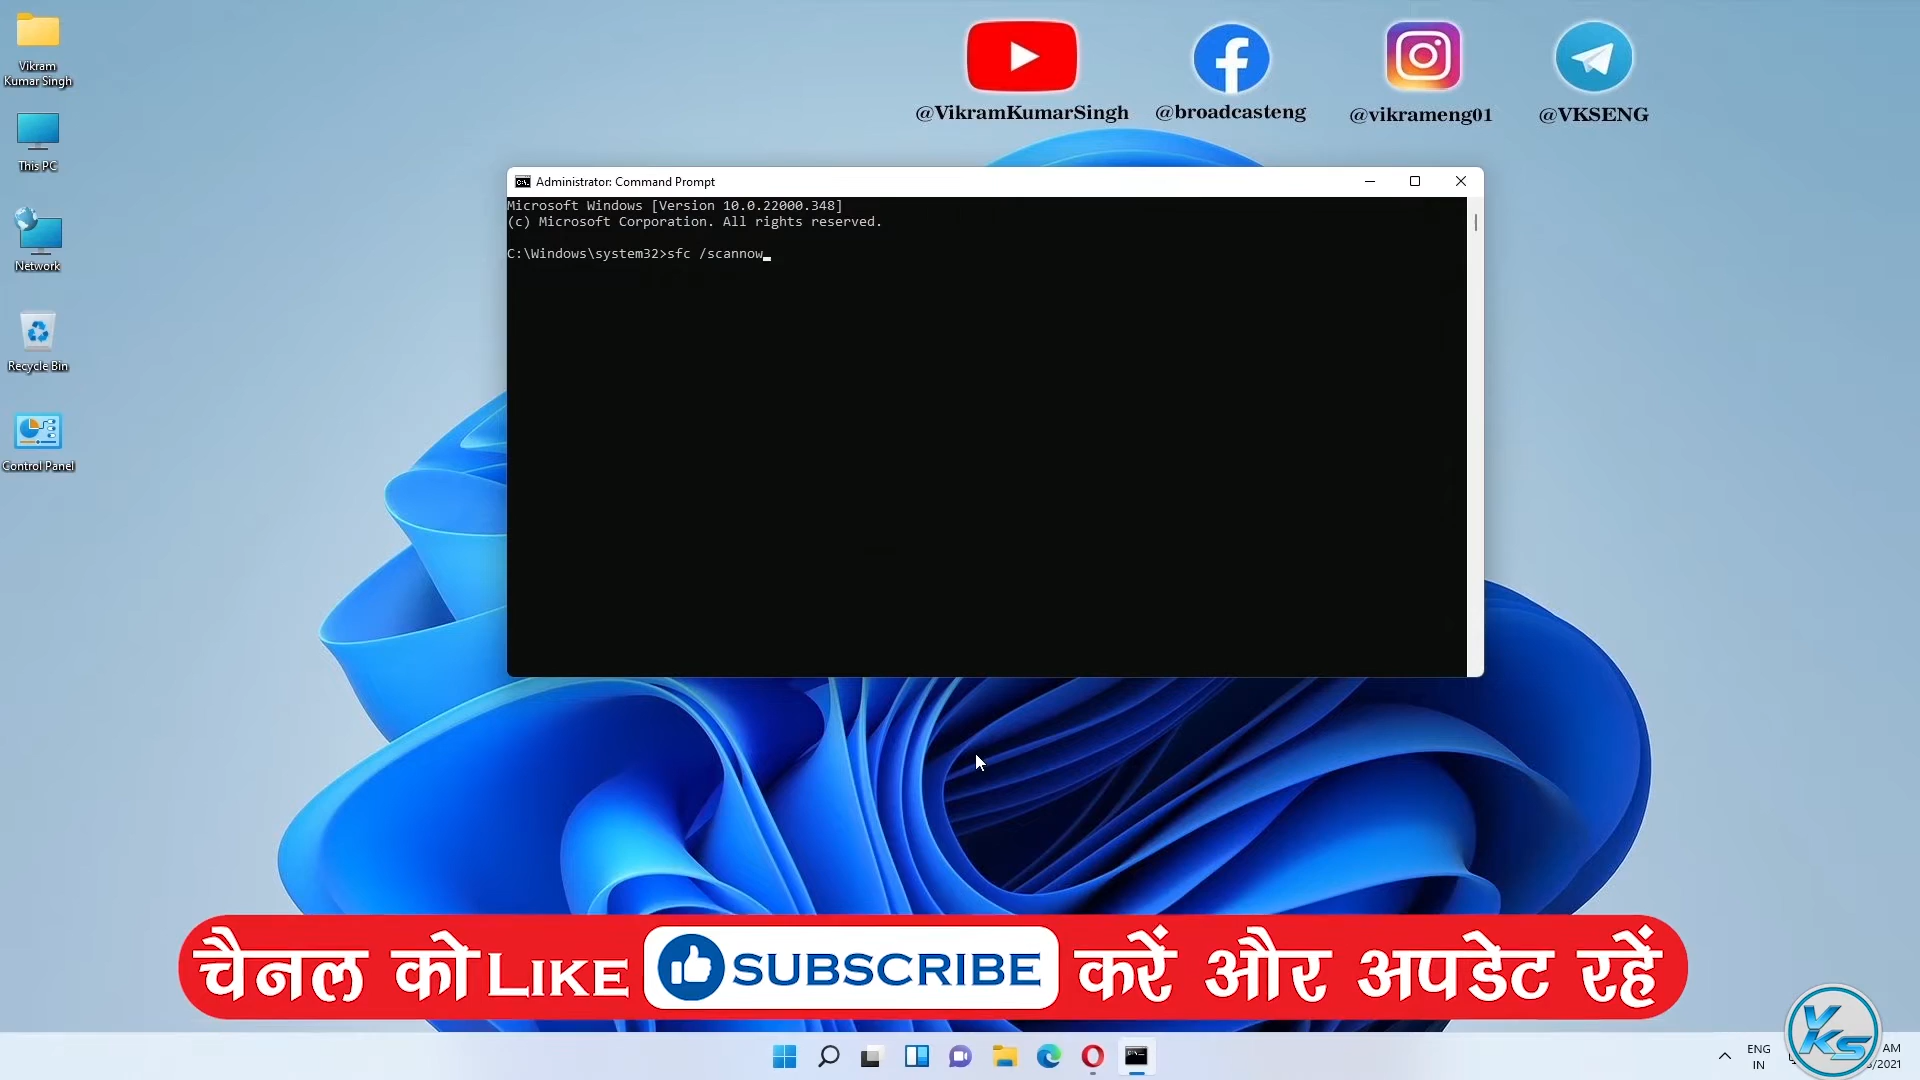 Vikram
Kumar Singh
This PC
Network
Recycle Bin
Control Panel
@VikramKumarSingh
@broadcasteng
@vikrameng01
@VKSENG
Administrator: Command Prompt
Microsoft Windows [Version 10.0.22000.348]
(c) Microsoft Corporation. All rights reserved.
C:\Windows\system32>sfc /scannow
चैनल को LIKE SUBSCRIBE करें और अपडेट रहें
ENG
IN
VKS
AM
/2021